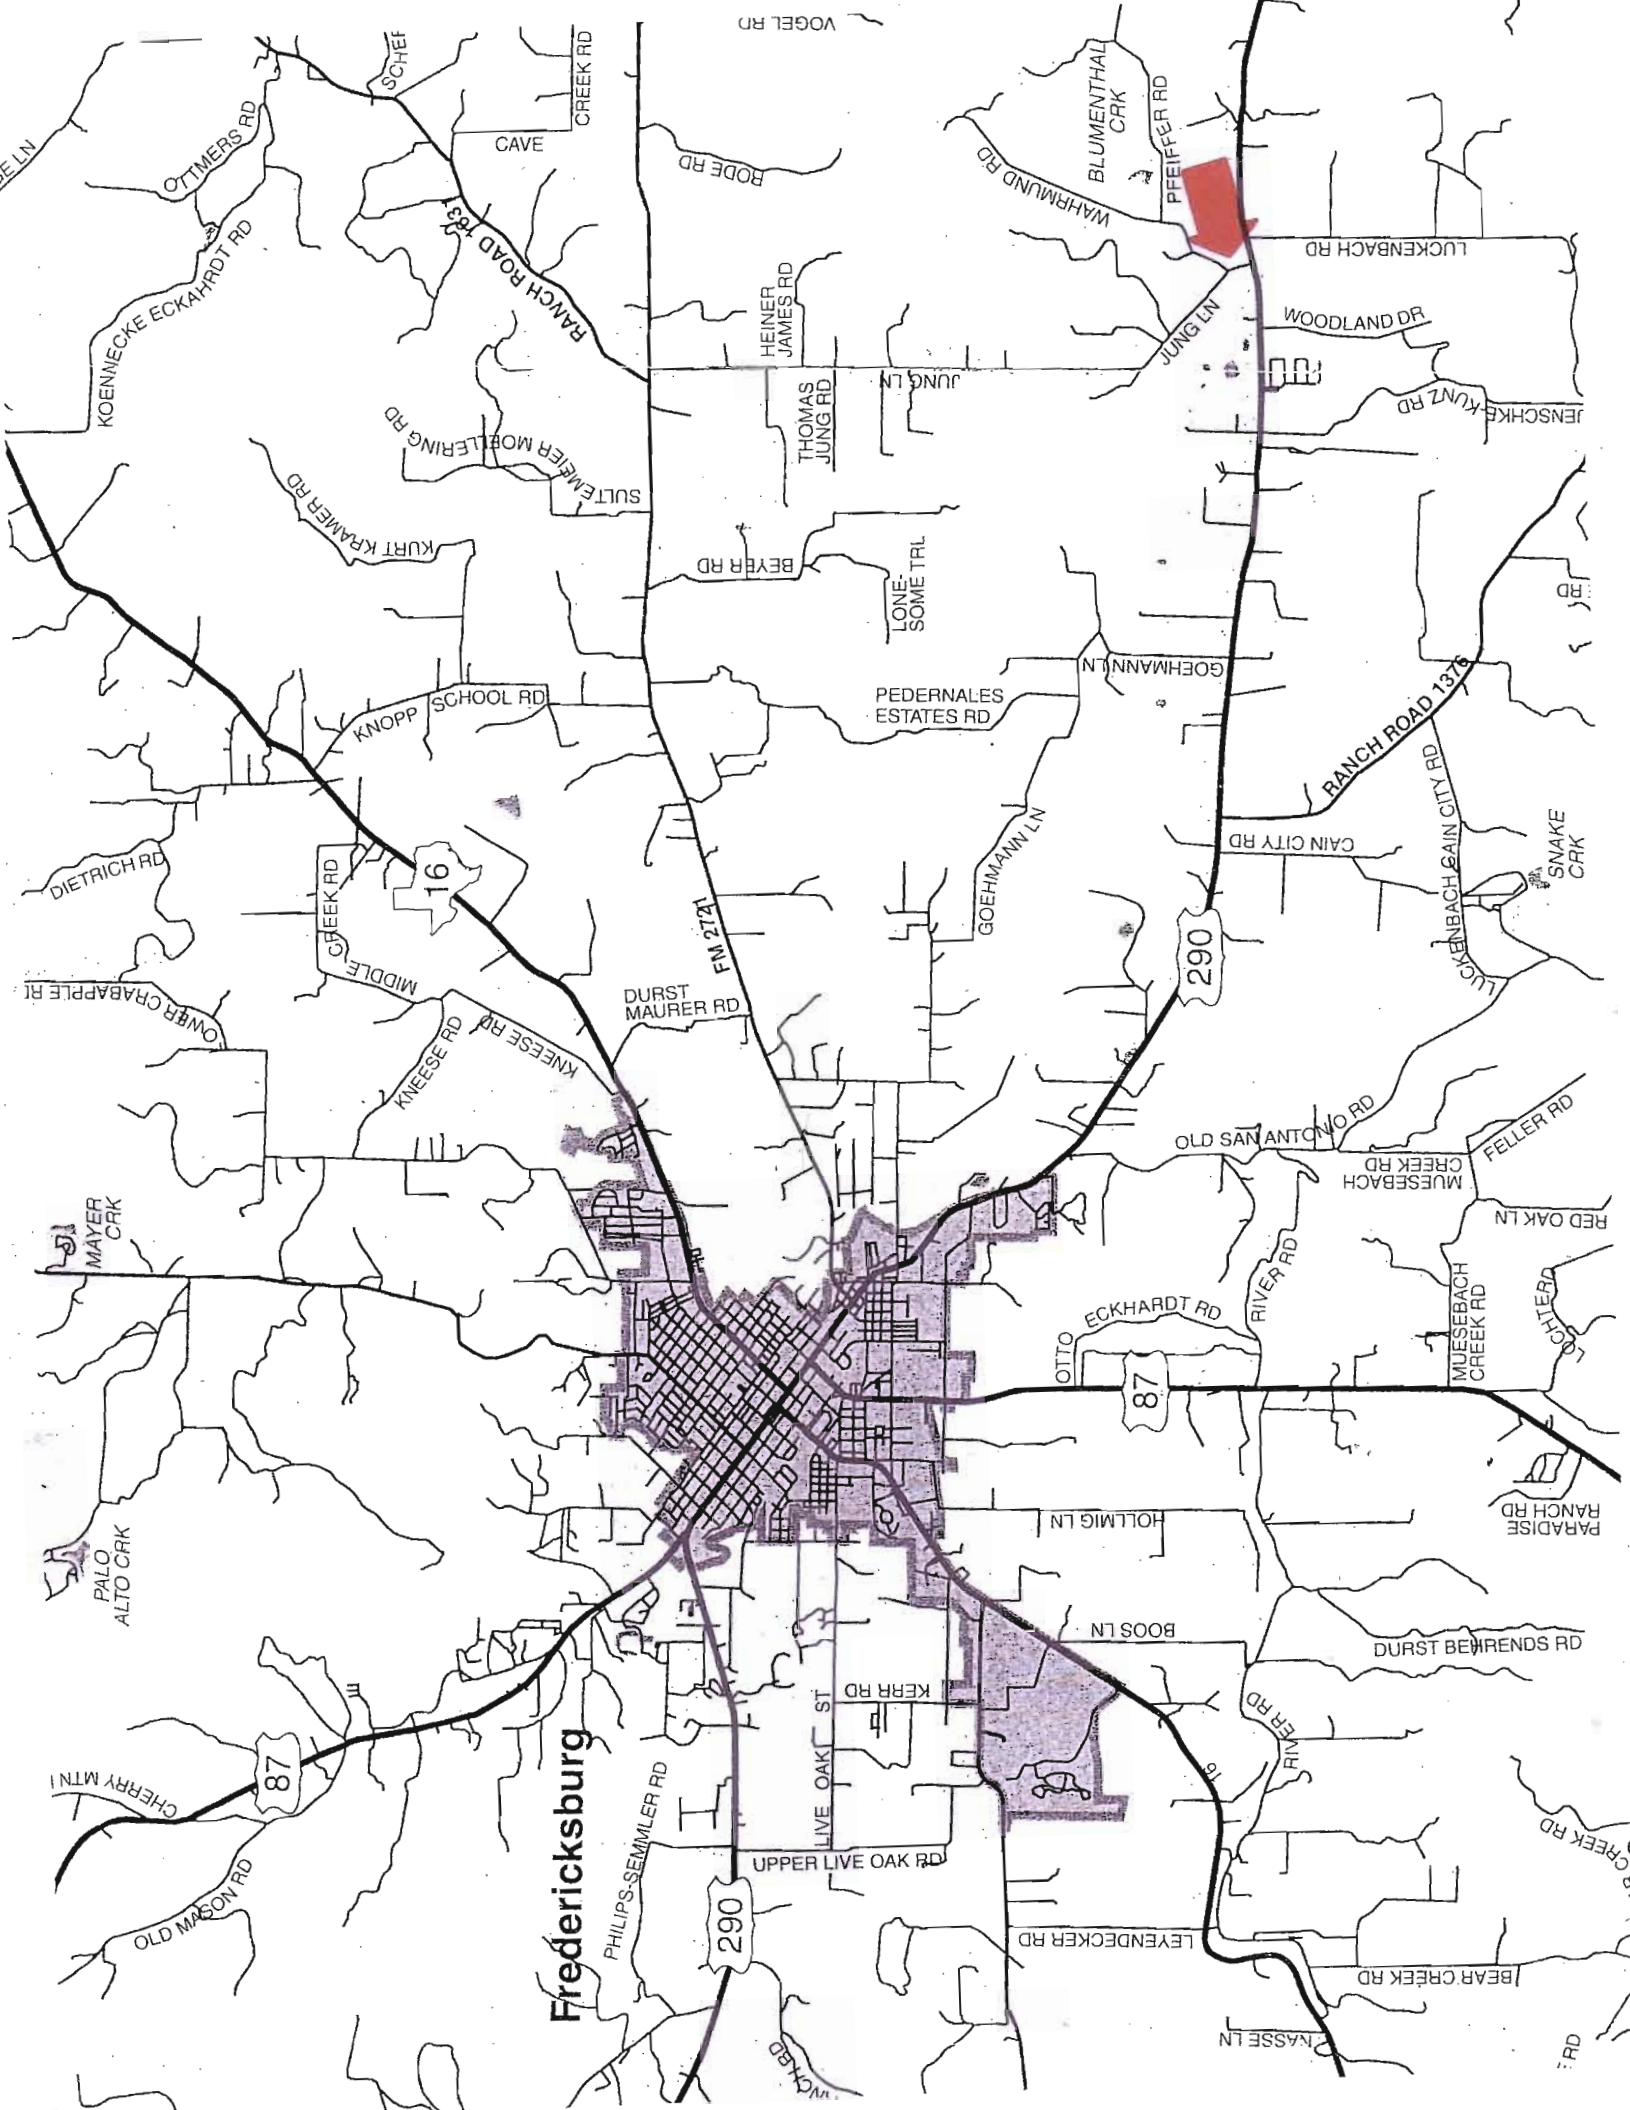 VOGEL RD
CREEK RD
CAVE
OTTMERS RD
KOENNECKE ECKAHRDT RD
RANCH ROAD 1631
BODE RD
BLUMENTHAL
CRK
PFEIFFER RD
WAHRMUND RD
LUCKENBACH RD
WOODLAND DR
JUNG LN
HEINER
JAMES RD
JUNG LN
THOMAS
JUNG RD
JENSCHKE-KUNZ RD
SULTEMEIER MOELLERING RD
KURT KRAMER RD
BEYER RD
LONE-
SOME TRL
RD
GOEHMANN LN
PEDERNALES
ESTATES RD
KNOPP SCHOOL RD
RANCH ROAD 1376
CAIN CITY RD
LUCKENBACH CAIN CITY RD
SNAKE
CRK
GOEHMANN LN
16
DIETRICH RD
MIDDLE CREEK RD
FM 2721
290
DURST
MAURER RD
KNEESE RD
KNEESE RD
OLD SAN ANTONIO RD
FELLER RD
MUESEBACH
CREEK RD
RED OAK LN
MAYER
CRK
RIVER RD
OTTO ECKHARDT RD
MUESEBACH
CREEK RD
87
PARADISE
RANCH RD
HOLLMIG LN
PALO
ALTO CRK
BOOS LN
DURST BEHRENDS RD
KERR RD
LIVE OAK ST
RIVER RD
16
87
CHERRY MTN
Fredericksburg
PHILIPS-SEMMLER RD
UPPER LIVE OAK RD
CREEK RD
OLD MASON RD
290
LEYENDECKER RD
BEAR CREEK RD
NASSE LN
RD